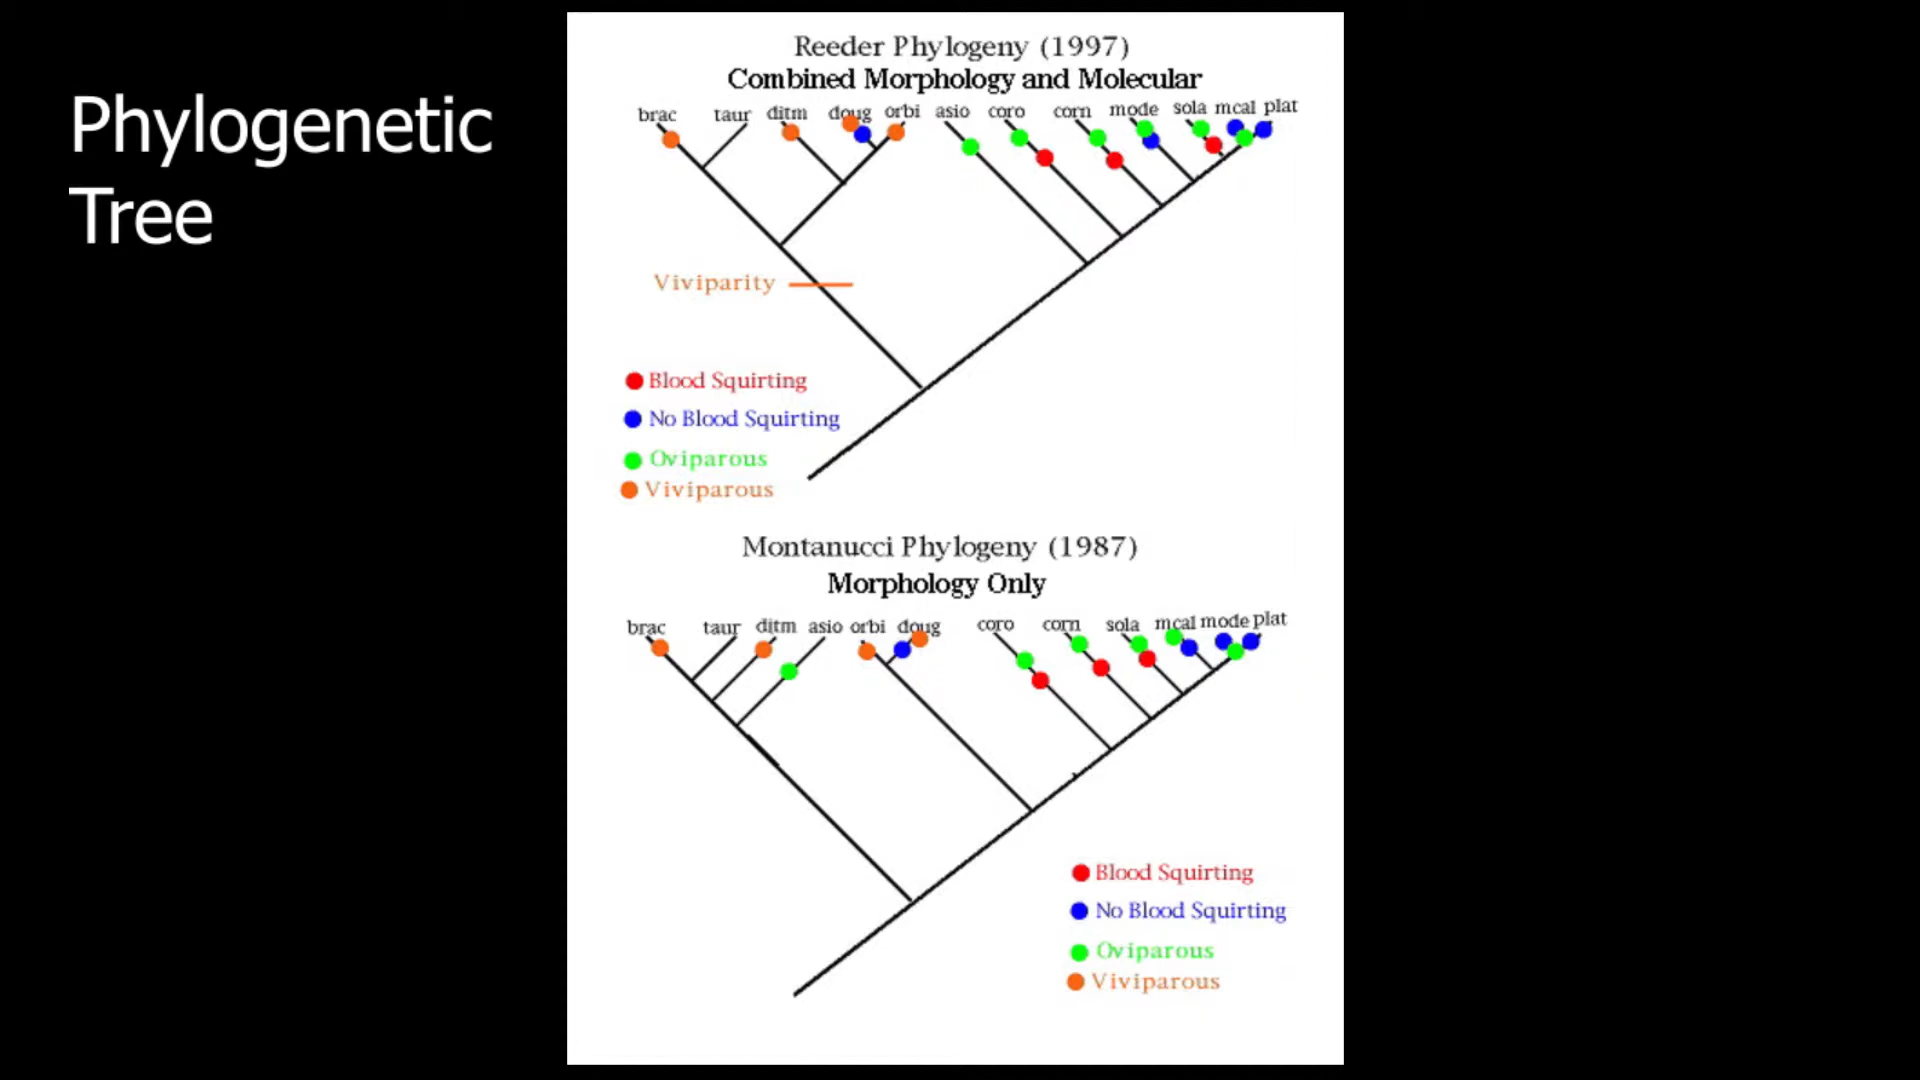 Phylogenetic
Tree
Reeder Phylogeny (1997)
Combined Morphology and Molecular
brac taur ditm doug orbi asio coro corn mode sola mcal plat
Viviparity
Blood Squirting
No Blood Squirting
Oviparous
Viviparous
Montanucci Phylogeny (1987)
Morphology Only
brac taur ditm asio orbi doug coro corn sola mcal mode plat
Blood Squirting
No Blood Squirting
Oviparous
Viviparous